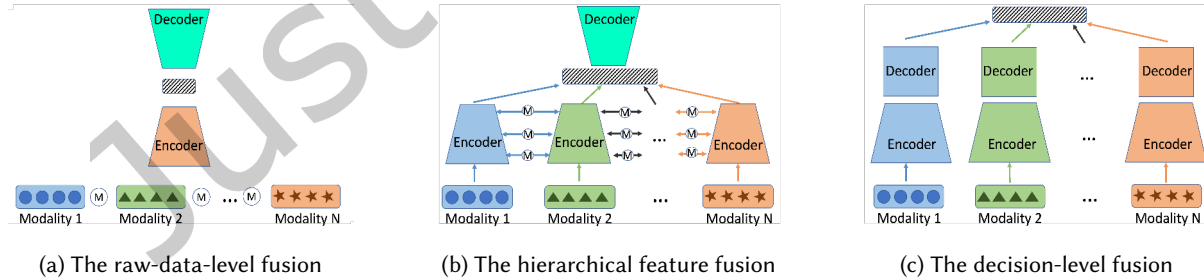 Decoder
Encoder
M M ... M
Modality 1 Modality 2 Modality N
(a) The raw-data-level fusion
Decoder
M M M
M M ... M
M M M
Encoder Encoder Encoder
...
Modality 1 Modality 2 Modality N
(b) The hierarchical feature fusion
...
Decoder Decoder Decoder
...
Encoder Encoder Encoder
...
Modality 1 Modality 2 Modality N
(c) The decision-level fusion
Just